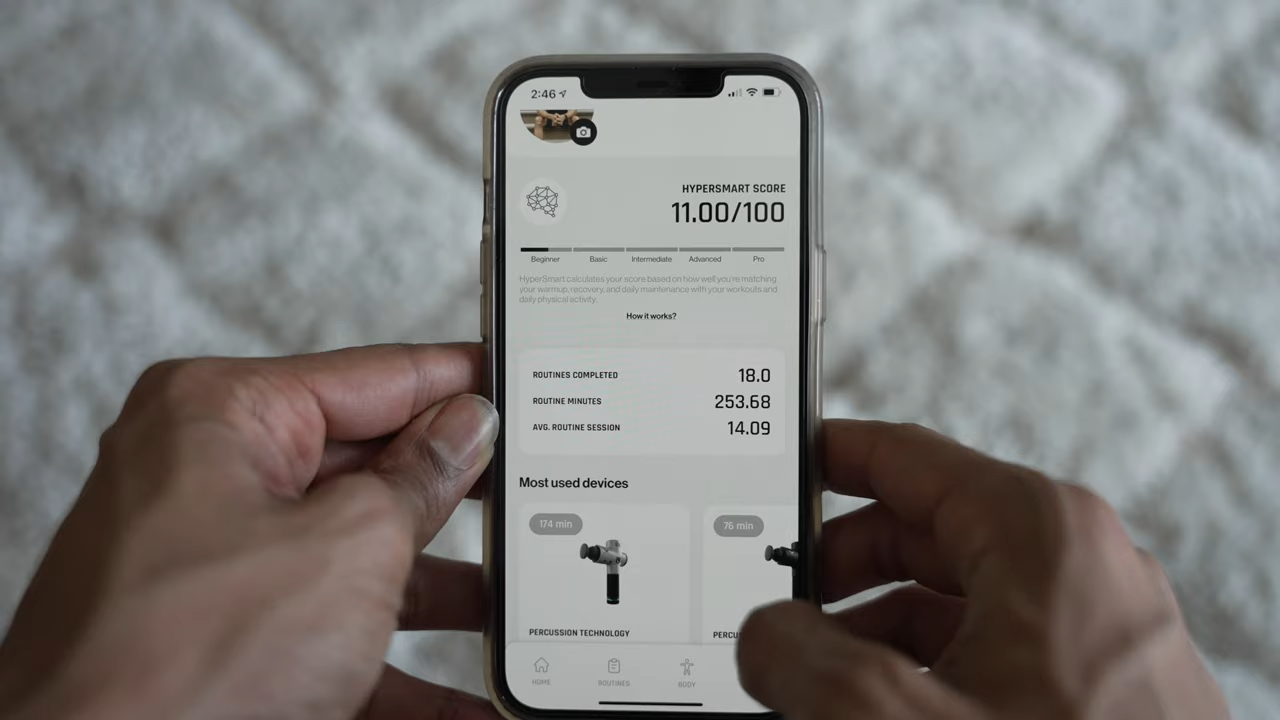 2:46
HYPERSMART SCORE
11.00/100
Beginner Basic Intermediate Advanced Pro
HyperSmart calculates your score based on how well you're matching
your warmup, recovery, and daily maintenance with your workouts and
daily physical activity.
How it works?
ROUTINES COMPLETED 18.0
ROUTINE MINUTES 253.68
AVG. ROUTINE SESSION 14.09
Most used devices
174 min 76 min
PERCUSSION TECHNOLOGY
HOME ROUTINES BODY